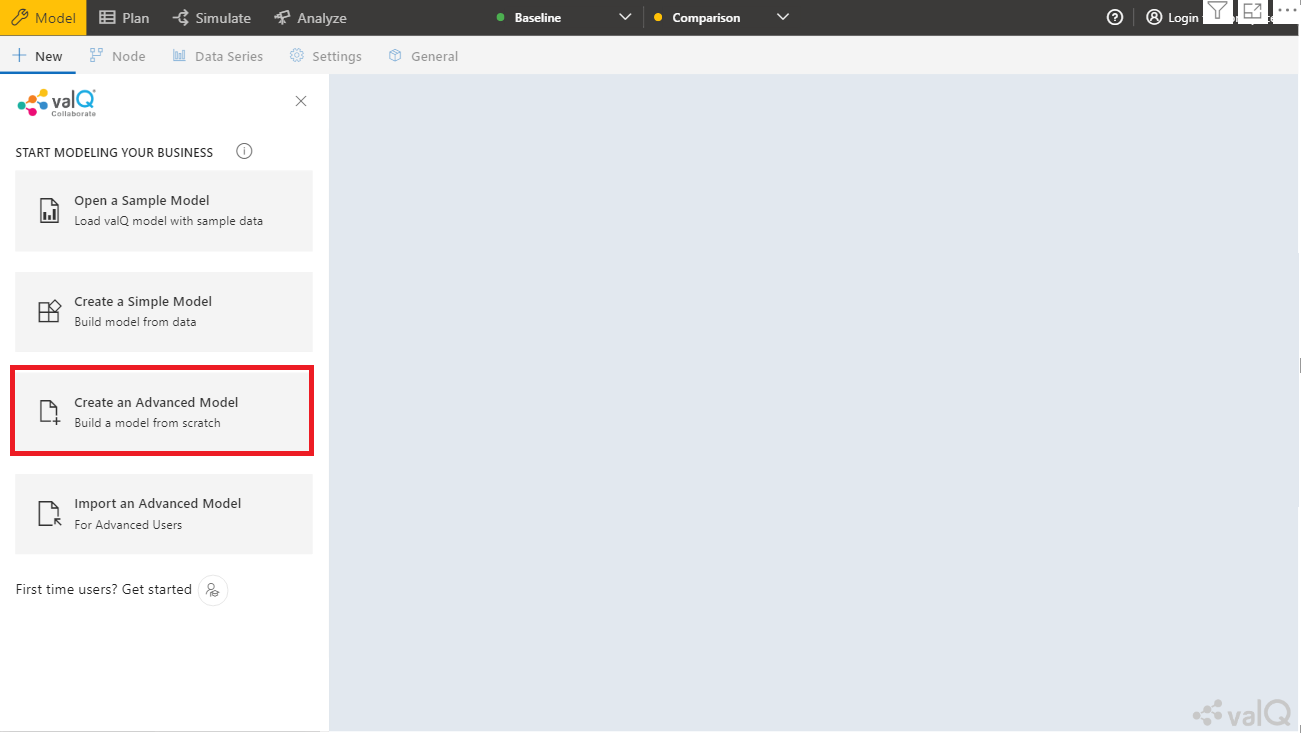 Model Plan Simulate Analyze Baseline Comparison Login
New Node Data Series Settings General
valQ
Collaborate
START MODELING YOUR BUSINESS
Open a Sample Model
Load valQ model with sample data
Create a Simple Model
Build model from data
Create an Advanced Model
Build a model from scratch
Import an Advanced Model
For Advanced Users
First time users? Get started
valQ